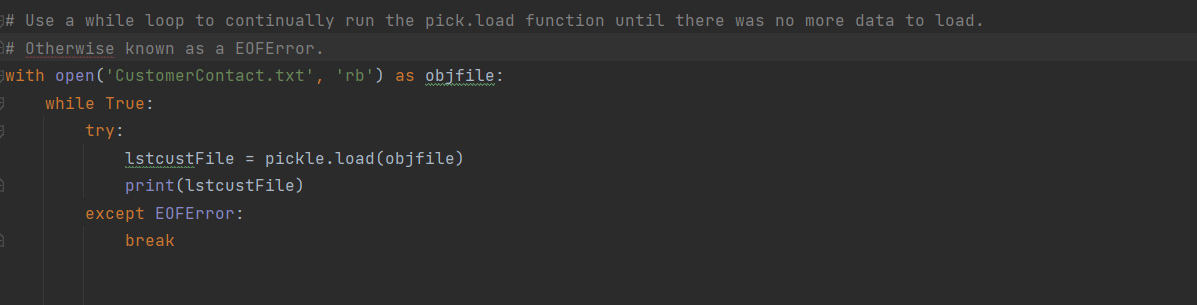 # Use a while loop to continually run the pick.load function until there was no more data to load.
# Otherwise known as a EOFError.
with open('CustomerContact.txt', 'rb') as objfile:
    while True:
        try:
            lstcustFile = pickle.load(objfile)
            print(lstcustFile)
        except EOFError:
            break